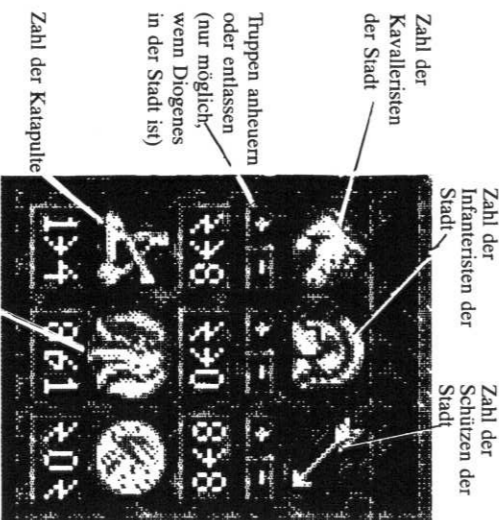 Zahl der
Kavalleristen
der Stadt
Zahl der
Infanteristen der
Stadt
Zahl der
Schützen der
Stadt
Truppen anheuern
oder entlassen
(nur möglich,
wenn Diogenes
in der Stadt ist)
+ - + - + -
Zahl der Katapulte